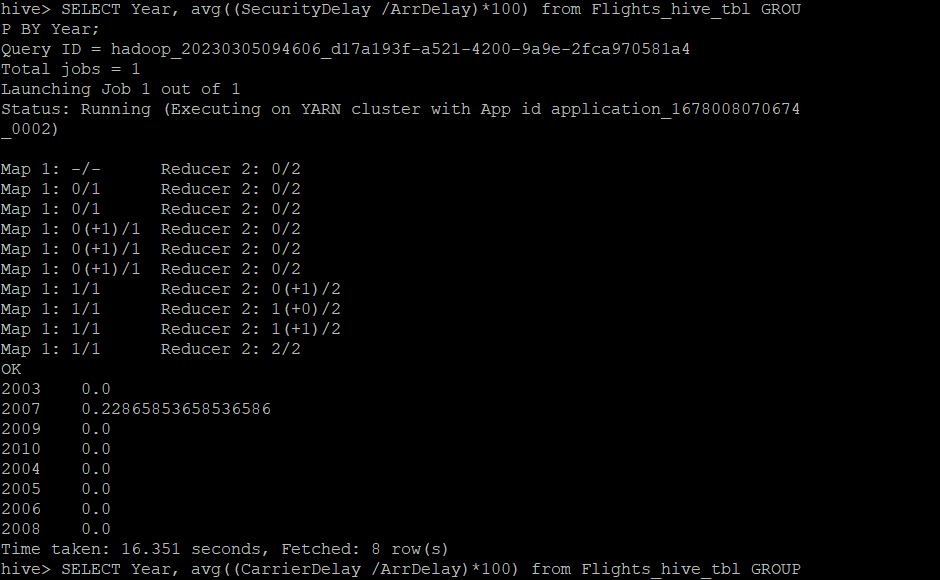 hive> SELECT Year, avg((SecurityDelay /ArrDelay)*100) from Flights_hive_tbl GROU
P BY Year;
Query ID = hadoop_20230305094606_d17a193f-a521-4200-9a9e-2fca970581a4
Total jobs = 1
Launching Job 1 out of 1
Status: Running (Executing on YARN cluster with App id application_1678008070674
_0002)

Map 1: -/-      Reducer 2: 0/2
Map 1: 0/1      Reducer 2: 0/2
Map 1: 0/1      Reducer 2: 0/2
Map 1: 0(+1)/1  Reducer 2: 0/2
Map 1: 0(+1)/1  Reducer 2: 0/2
Map 1: 0(+1)/1  Reducer 2: 0/2
Map 1: 1/1      Reducer 2: 0(+1)/2
Map 1: 1/1      Reducer 2: 1(+0)/2
Map 1: 1/1      Reducer 2: 1(+1)/2
Map 1: 1/1      Reducer 2: 2/2
OK
2003    0.0
2007    0.22865853658536586
2009    0.0
2010    0.0
2004    0.0
2005    0.0
2006    0.0
2008    0.0
Time taken: 16.351 seconds, Fetched: 8 row(s)
hive> SELECT Year, avg((CarrierDelay /ArrDelay)*100) from Flights_hive_tbl GROUP